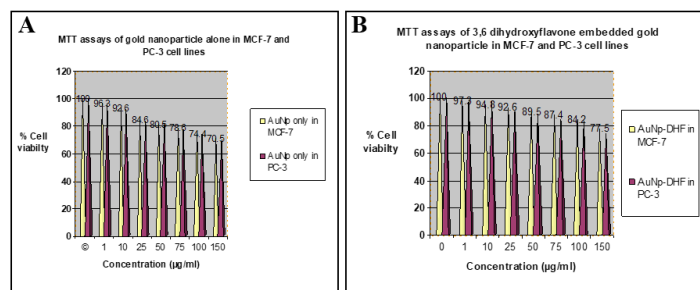 A
MTT assays of gold nanoparticle alone in MCF-7 and
PC-3 cell lines
120
100
80
60
40
20
0
% Cell
viabilty
100 96.3 92.6 84.6 80.5 78.6 74.4 70.5
© 1 10 25 50 75 100 150
Concentration (µg/ml)
AuNp only in
MCF-7
AuNp only in
PC-3
B
MTT assays of 3,6 dihydroxyflavone embedded gold
nanoparticle in MCF-7 and PC-3 cell lines
120
100
80
60
40
20
0
% Cell
viabilty
100 97.3 94.8 92.6 89.5 87.4 84.2 77.5
0 1 10 25 50 75 100 150
Concentration (µg/ml)
AuNp-DHF in
MCF-7
AuNp-DHF in
PC-3